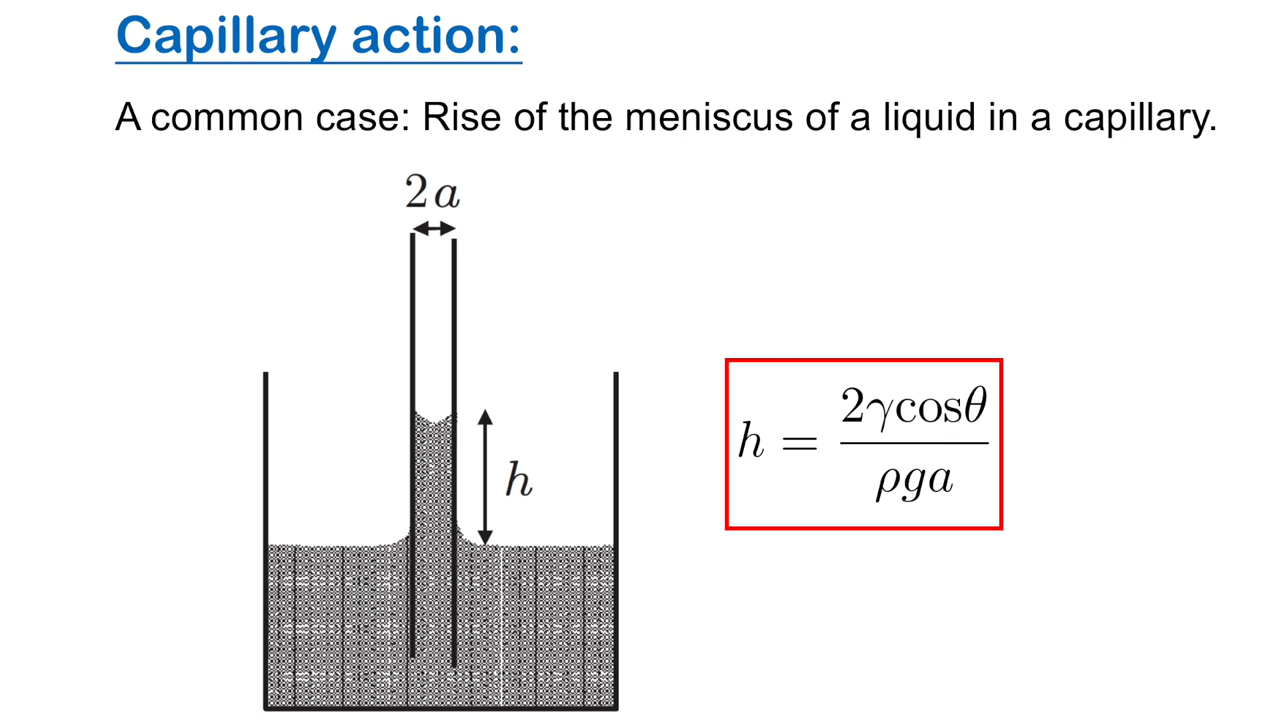 Capillary action:
A common case: Rise of the meniscus of a liquid in a capillary.
2a
h
h = 2γcosθ / ρga